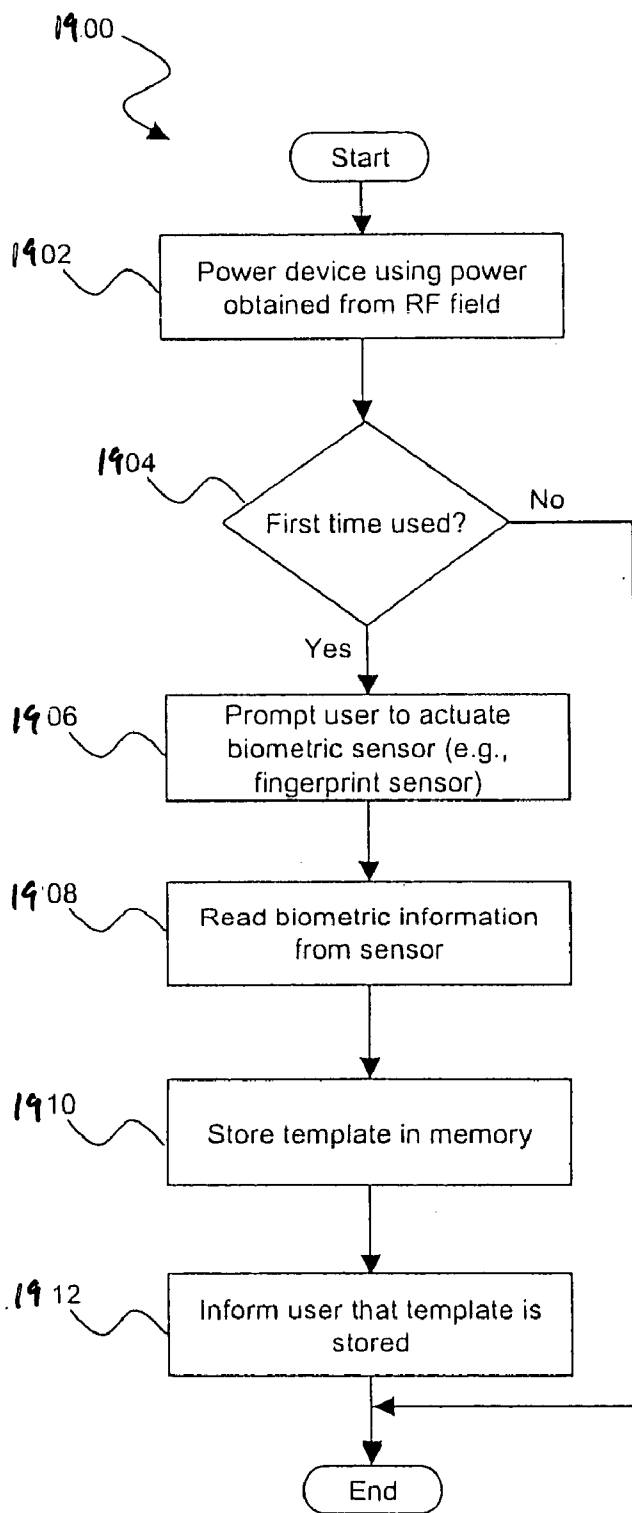 1900
Start
1902
Power device using power
obtained from RF field
1904
First time used?
No
Yes
1906
Prompt user to actuate
biometric sensor (e.g.,
fingerprint sensor)
1908
Read biometric information
from sensor
1910
Store template in memory
1912
Inform user that template is
stored
End